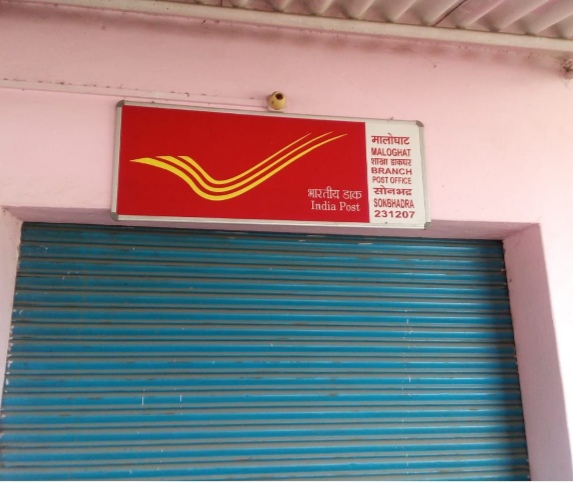 भारतीय डाक
India Post
मालोघाट
MALOGHAT
शाखा डाकघर
BRANCH
POST OFFICE
सोनभद्र
SONBHADRA
231207